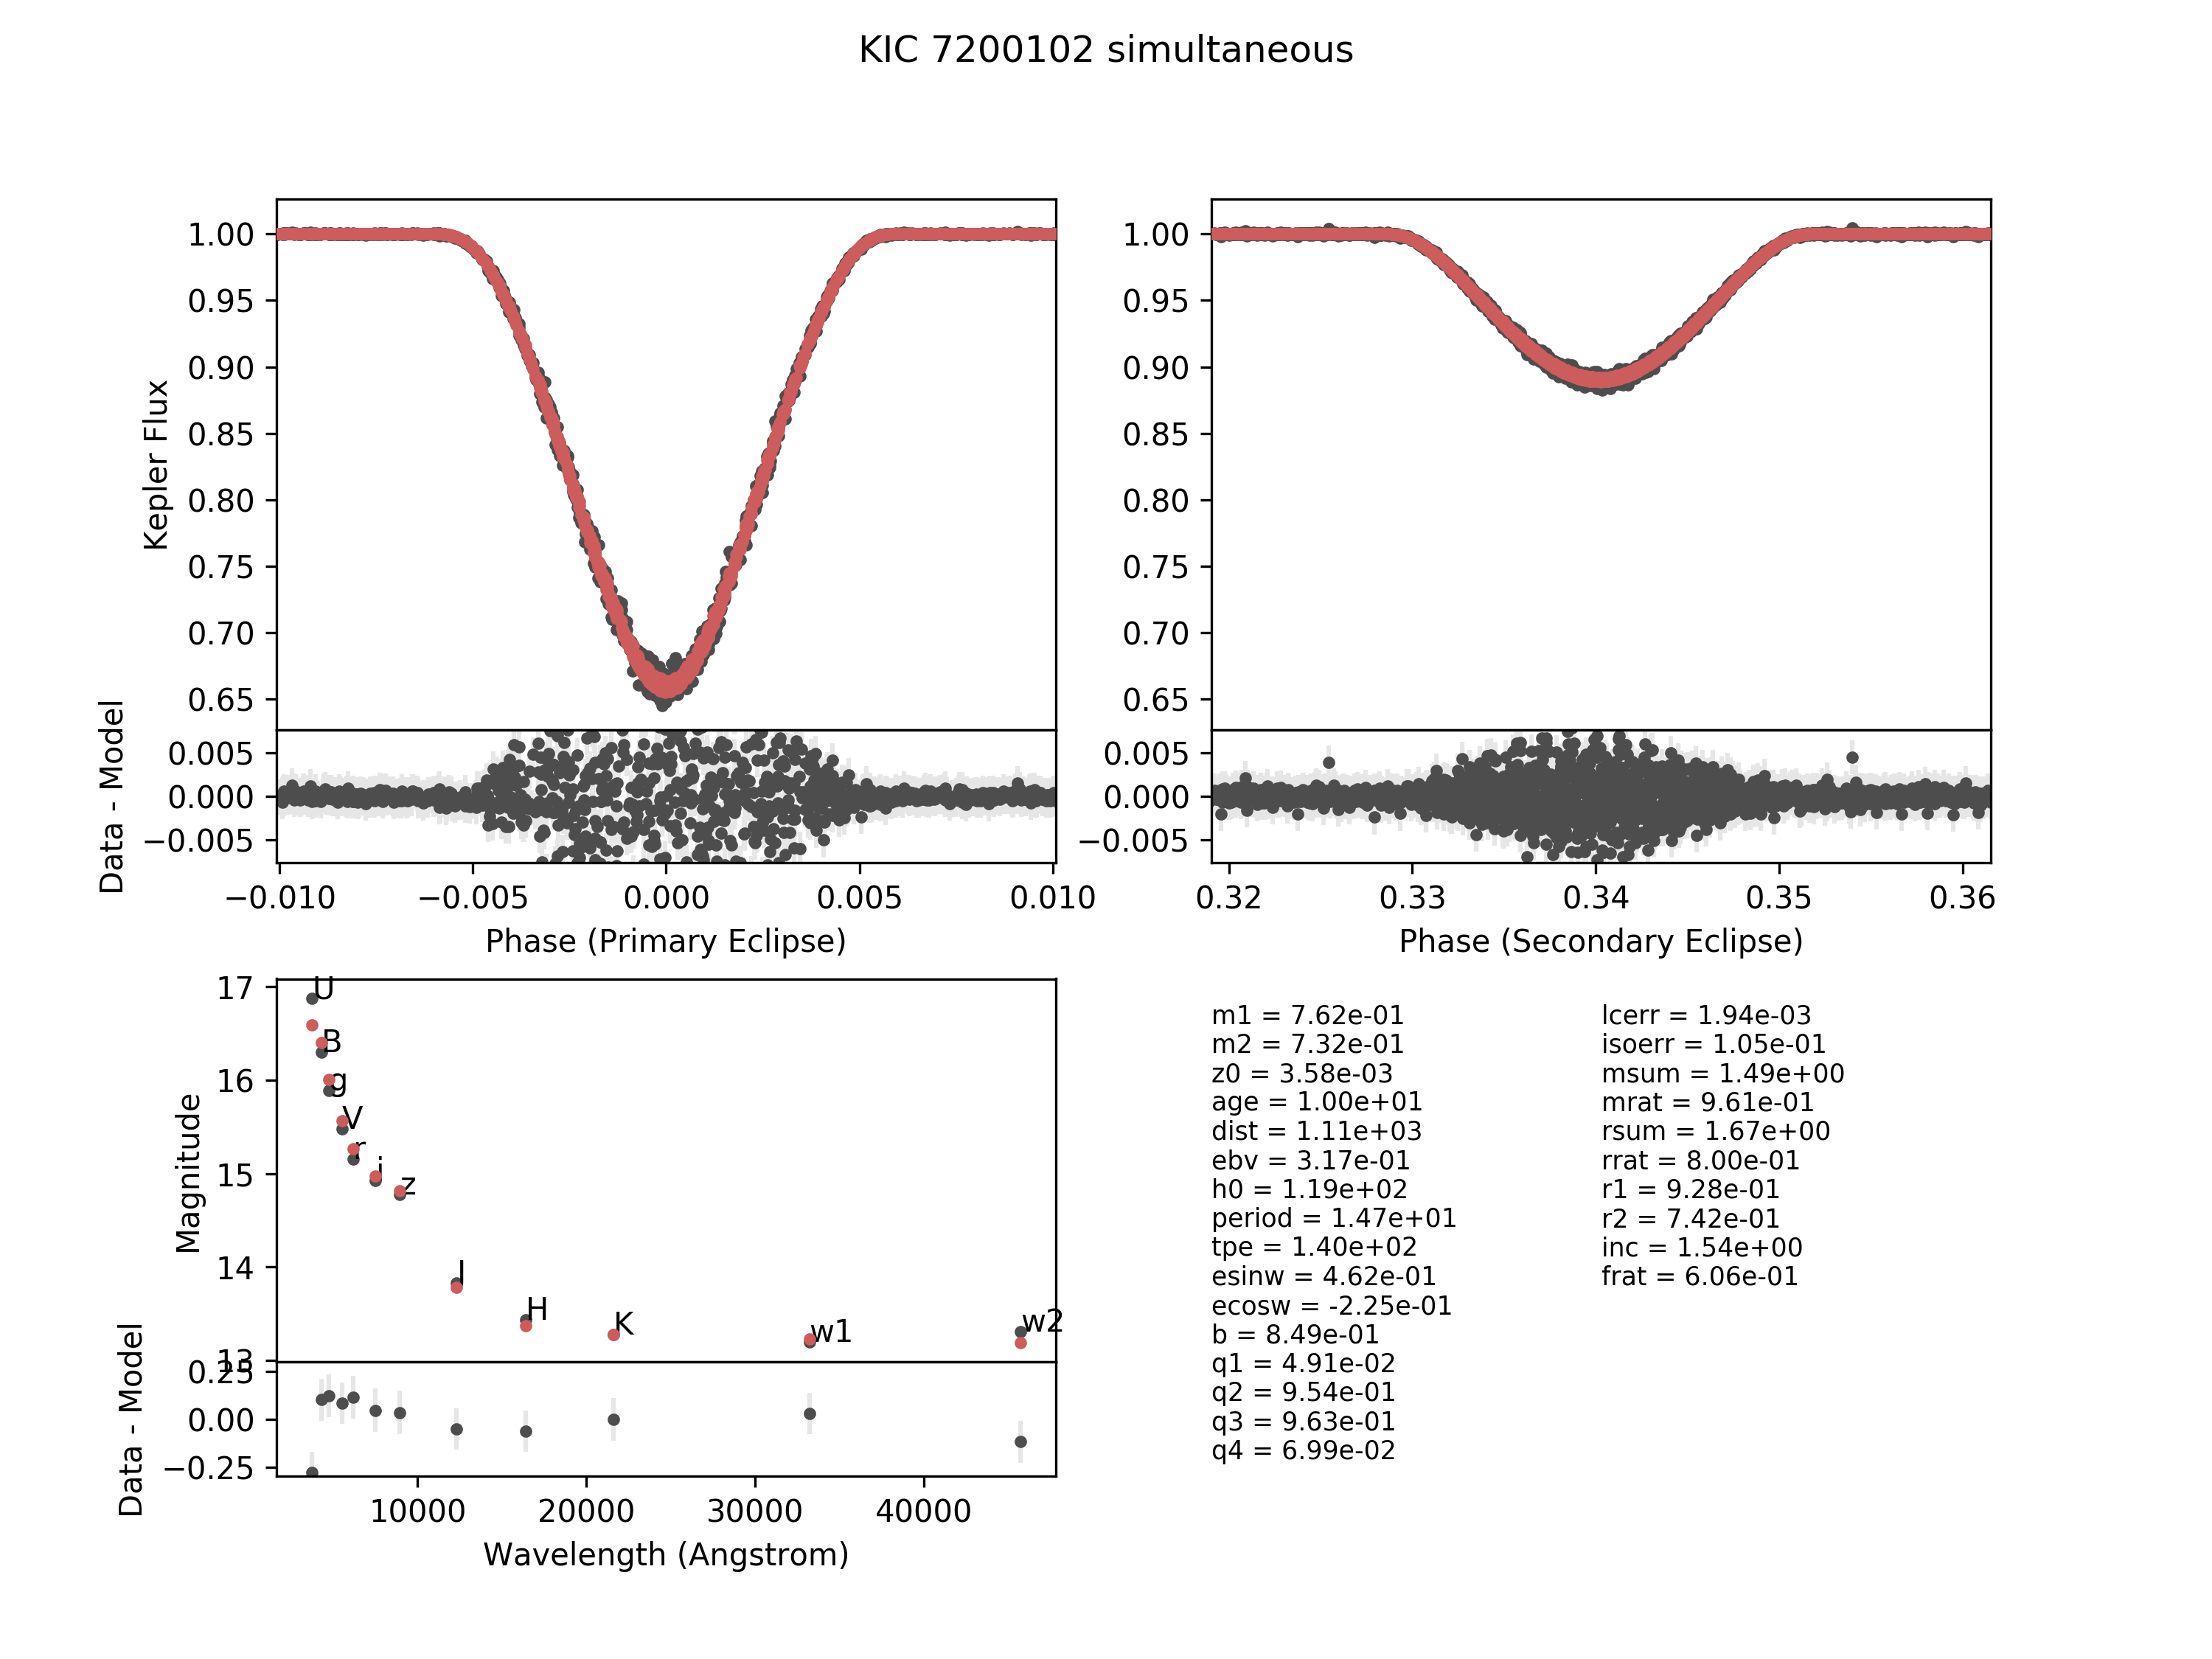 KIC 7200102 simultaneous
1.00
0.95
0.90
0.85
0.80
0.75
0.70
0.65
Kepler Flux
0.005
0.000
−0.005
Data - Model
−0.010 −0.005 0.000 0.005 0.010
Phase (Primary Eclipse)
1.00
0.95
0.90
0.85
0.80
0.75
0.70
0.65
0.005
0.000
−0.005
0.32 0.33 0.34 0.35 0.36
Phase (Secondary Eclipse)
17
16
15
14
13
Magnitude
U
B
g
V
r
i
z
J
H
K
w1
w2
0.25
0.00
−0.25
Data - Model
10000 20000 30000 40000
Wavelength (Angstrom)
m1 = 7.62e-01
m2 = 7.32e-01
z0 = 3.58e-03
age = 1.00e+01
dist = 1.11e+03
ebv = 3.17e-01
h0 = 1.19e+02
period = 1.47e+01
tpe = 1.40e+02
esinw = 4.62e-01
ecosw = -2.25e-01
b = 8.49e-01
q1 = 4.91e-02
q2 = 9.54e-01
q3 = 9.63e-01
q4 = 6.99e-02
lcerr = 1.94e-03
isoerr = 1.05e-01
msum = 1.49e+00
mrat = 9.61e-01
rsum = 1.67e+00
rrat = 8.00e-01
r1 = 9.28e-01
r2 = 7.42e-01
inc = 1.54e+00
frat = 6.06e-01